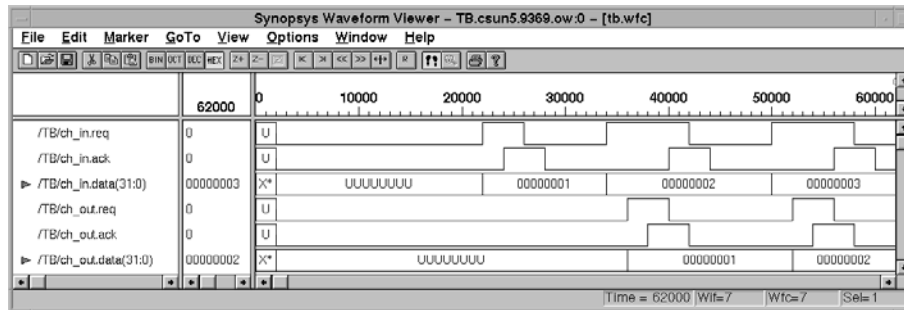 Synopsys Waveform Viewer – TB.csun5.9369.ow:0 – [tb.wfc]
File Edit Marker GoTo View Options Window Help
BIN OCT DEC HEX Z+ Z- R ?
62000 0 10000 20000 30000 40000 50000 60000
/TB/ch_in.req 0 U
/TB/ch_in.ack 0 U
/TB/ch_in.data(31:0) 00000003 X* UUUUUUUU 00000001 00000002 00000003
/TB/ch_out.req 0 U
/TB/ch_out.ack 0 U
/TB/ch_out.data(31:0) 00000002 X* UUUUUUUU 00000001 00000002
Time = 62000 Wif=7 Wfc=7 Sel=1